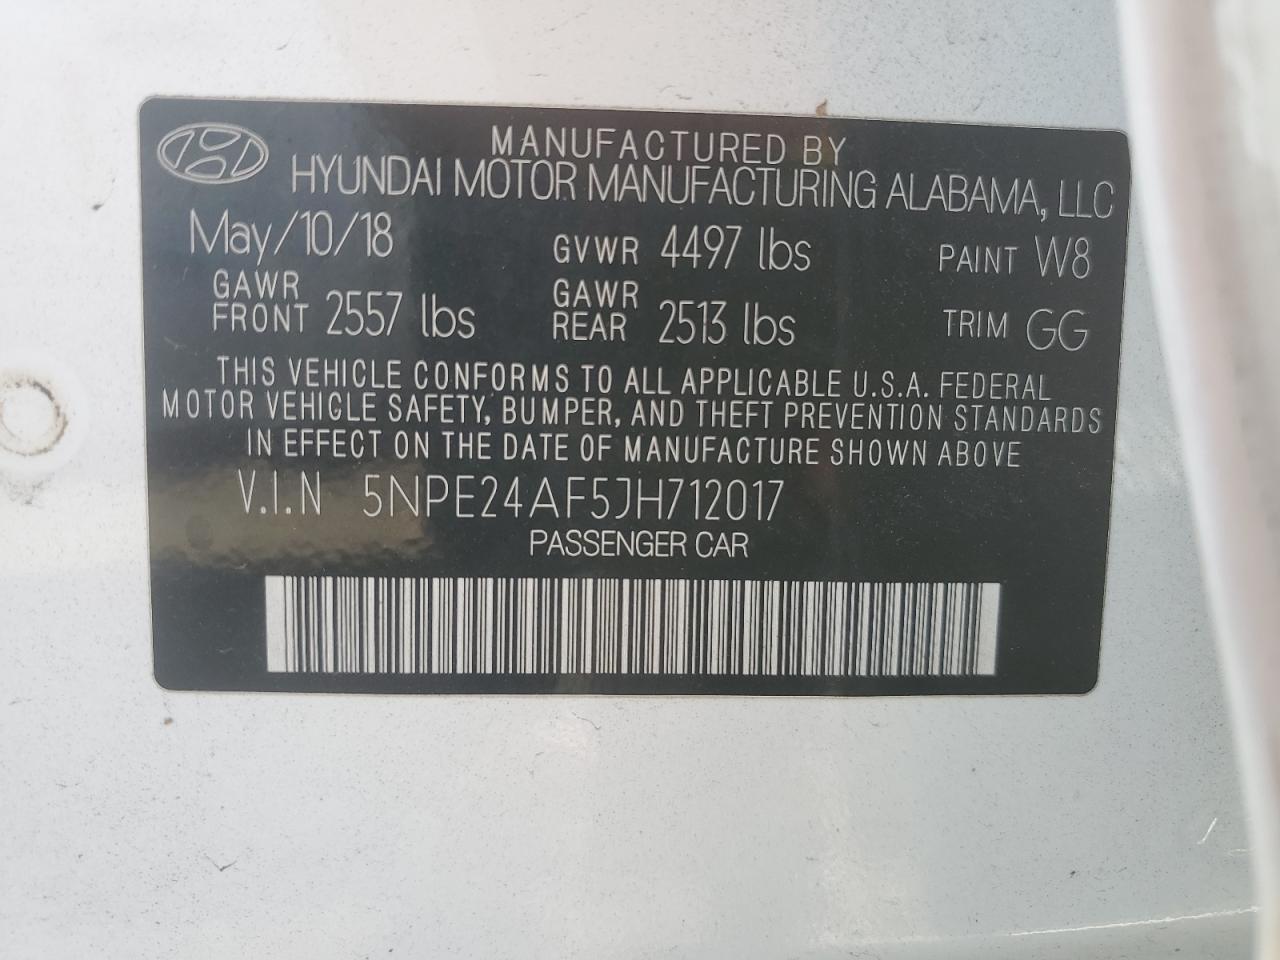 MANUFACTURED BY
HYUNDAI MOTOR MANUFACTURING ALABAMA, LLC
May/10/18 GVWR 4497 lbs PAINT W8
GAWR FRONT 2557 lbs GAWR REAR 2513 lbs TRIM GG
THIS VEHICLE CONFORMS TO ALL APPLICABLE U.S.A. FEDERAL
MOTOR VEHICLE SAFETY, BUMPER, AND THEFT PREVENTION STANDARDS
IN EFFECT ON THE DATE OF MANUFACTURE SHOWN ABOVE
V.I.N 5NPE24AF5JH712017
PASSENGER CAR